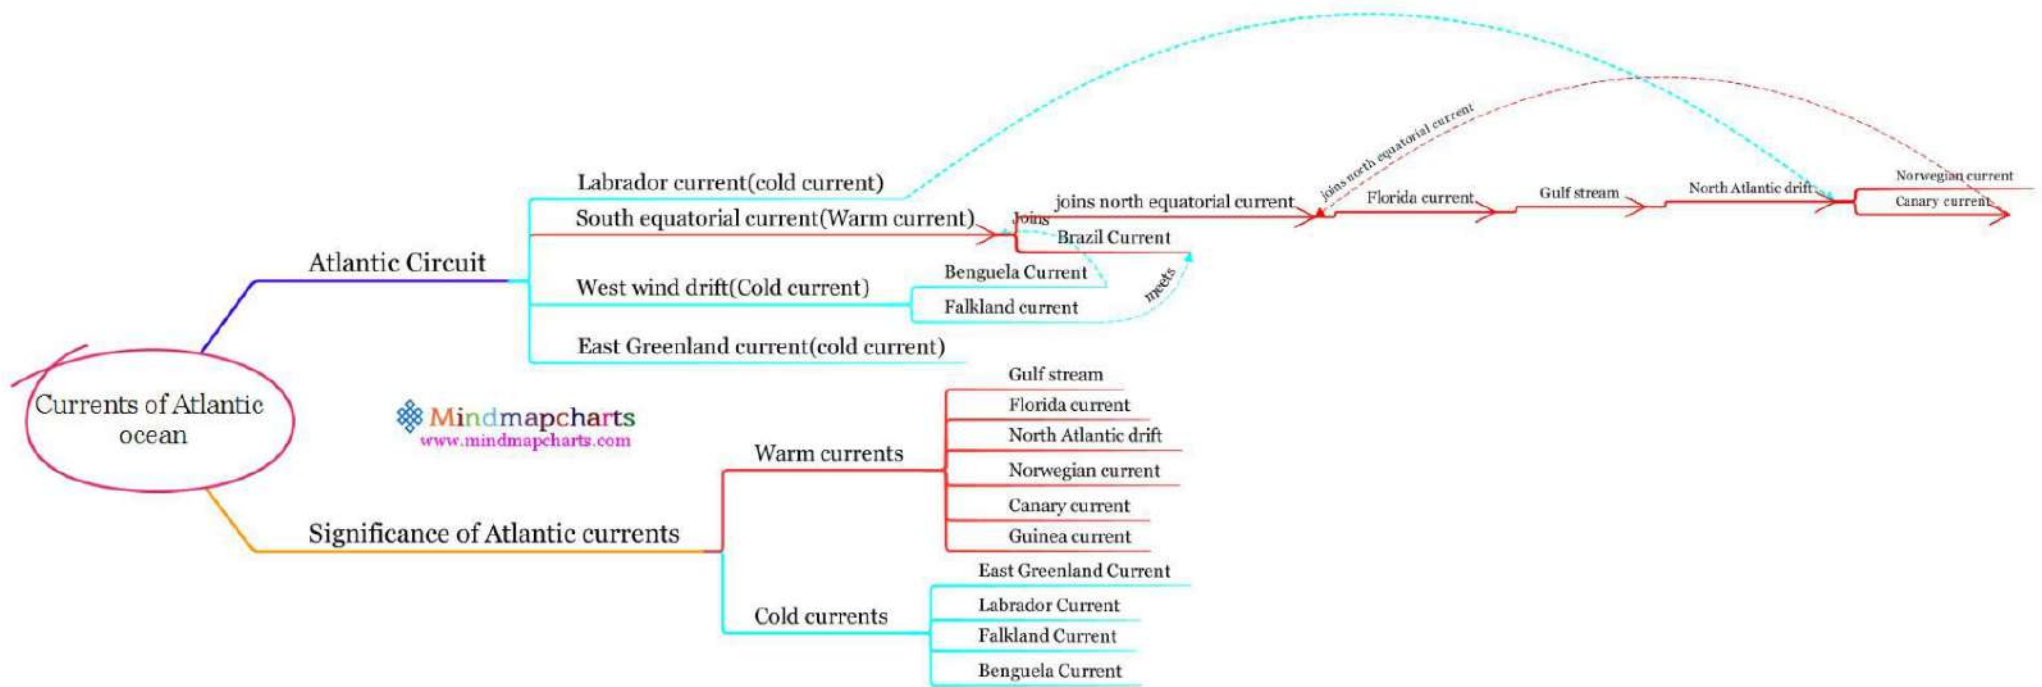 joins north equatorial current
Labrador current(cold current)
South equatorial current(Warm current)
Joins
joins north equatorial current
Florida current
Gulf stream
North Atlantic drift
Norwegian current
Canary current
Brazil Current
Atlantic Circuit
West wind drift(Cold current)
Benguela Current
Falkland current
meets
East Greenland current(cold current)
Currents of Atlantic
ocean
Mindmapcharts
www.mindmapcharts.com
Significance of Atlantic currents
Warm currents
Gulf stream
Florida current
North Atlantic drift
Norwegian current
Canary current
Guinea current
Cold currents
East Greenland Current
Labrador Current
Falkland Current
Benguela Current